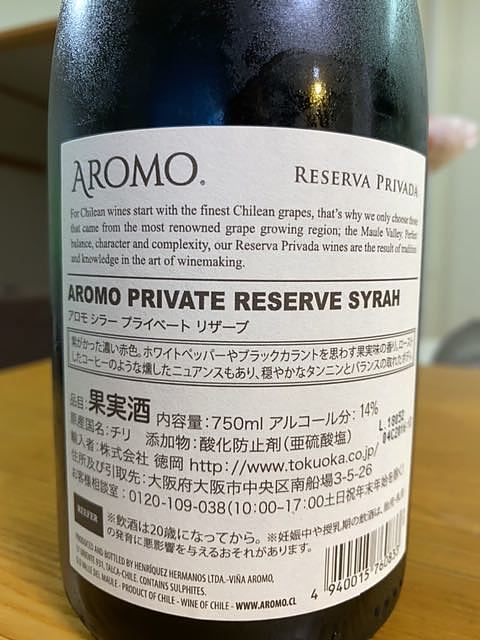 AROMO®
RESERVA PRIVADA
For Chilean wines start with the finest Chilean grapes, that's why we only choose those
that came from the most renowned grape growing region; the Maule Valley. Perfect
balance, character and complexity, our Reserva Privada wines are the result of tradition
and knowledge in the art of winemaking.
AROMO PRIVATE RESERVE SYRAH
アロモ シラー プライベート リザーブ
紫がかった濃い赤色。ホワイトペッパーやブラックカラントを思わす果実味の香り。ロースト
したコーヒーのような燻したニュアンスもあり、穏やかなタンニンとバランスの取れた
品目:果実酒 内容量:750ml アルコール分:14%
原産国名:チリ 添加物:酸化防止剤(亜硫酸塩)
輸入者:株式会社 徳岡 http://www.tokuoka.co.jp/
住所及び引取先:大阪府大阪市中央区南船場3-5-26
お客様相談室:0120-109-038(10:00-17:00土日祝年末年始を除く)
L.18052
REEFER
※飲酒は20歳になってから。※妊娠中や授乳期の飲酒は、胎児・乳児
の発育に悪影響を与えるおそれがあります。
PRODUCED AND BOTTLED BY HENRÍQUEZ HERMANOS LTDA.-VIÑA AROMO,
TALCA-CHILE. CONTAINS SULPHITES.
D.O VALLE DEL MAULE - PRODUCT OF CHILE - WINE OF CHILE - WWW.AROMO.CL
4 940015 760830